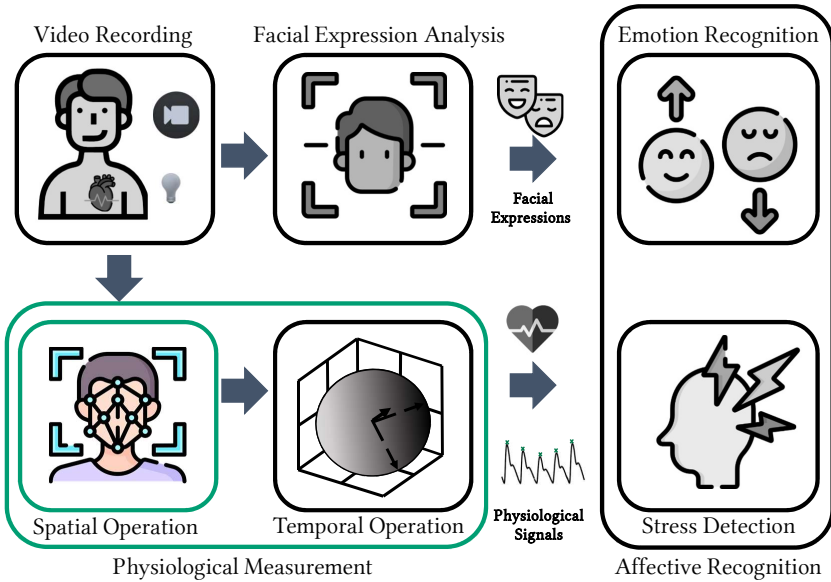 Video Recording
Facial Expression Analysis
Emotion Recognition
Facial
Expressions
Spatial Operation
Temporal Operation
Physiological
Signals
Stress Detection
Physiological Measurement
Affective Recognition